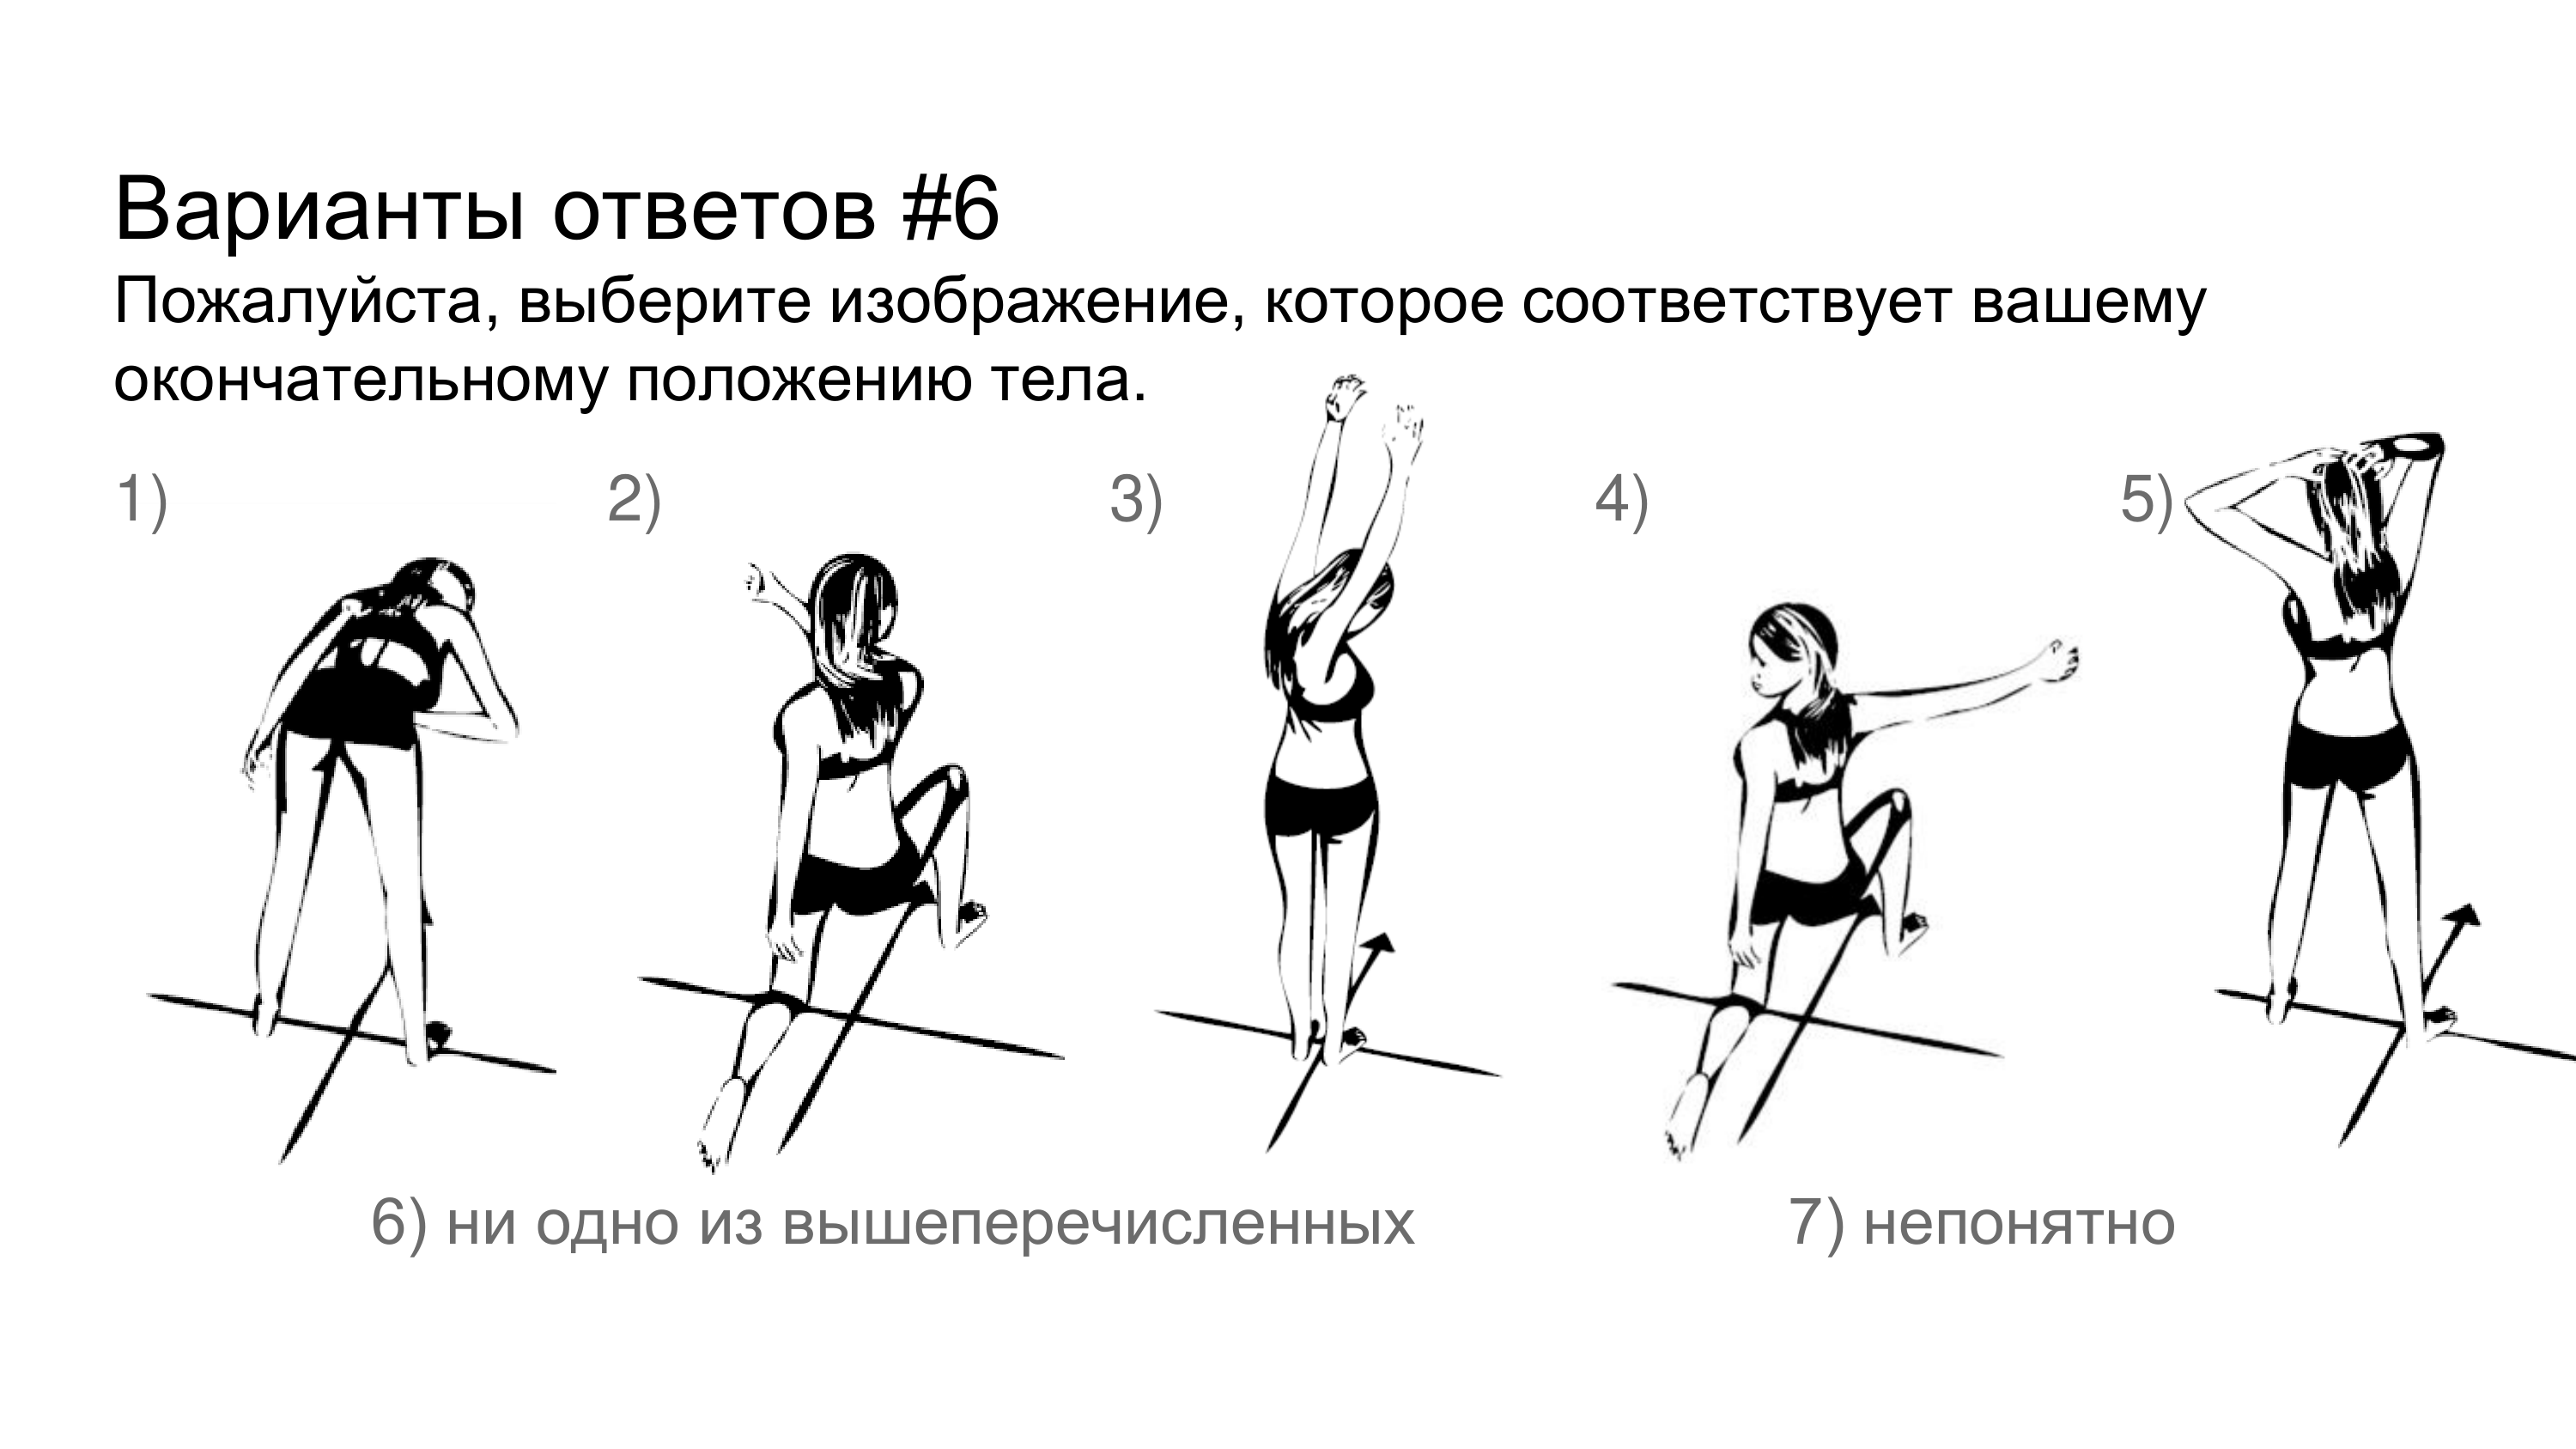 Варианты ответов #6
Пожалуйста, выберите изображение, которое соответствует вашему
окончательному положению тела.
1)
2)
3)
4)
5)
6) ни одно из вышеперечисленных
7) непонятно